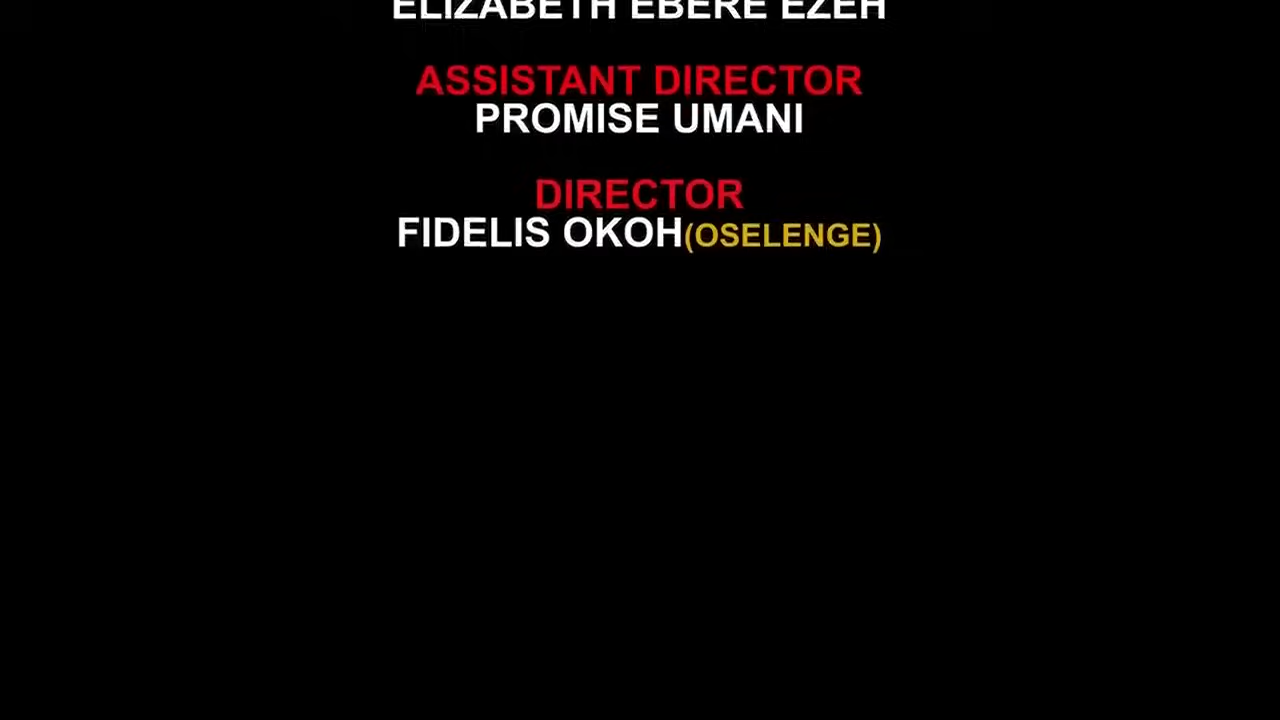 ELIZABETH EBERE EZEH
ASSISTANT DIRECTOR
PROMISE UMANI
DIRECTOR
FIDELIS OKOH(OSELENGE)